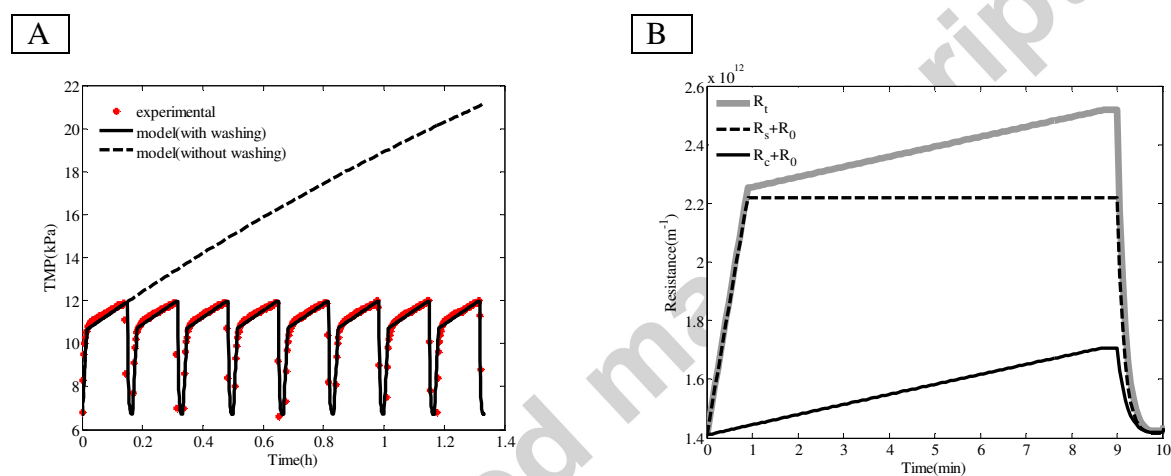 A
B
22
20
18
16
14
12
10
8
6
TMP(kPa)
experimental
model(with washing)
model(without washing)
0
0.2
0.4
0.6
0.8
1
1.2
1.4
Time(h)
x 10^12
2.6
2.4
2.2
2
1.8
1.6
1.4
Resistance(m^-1)
R_t
R_s+R_0
R_c+R_0
0
1
2
3
4
5
6
7
8
9
10
Time(min)